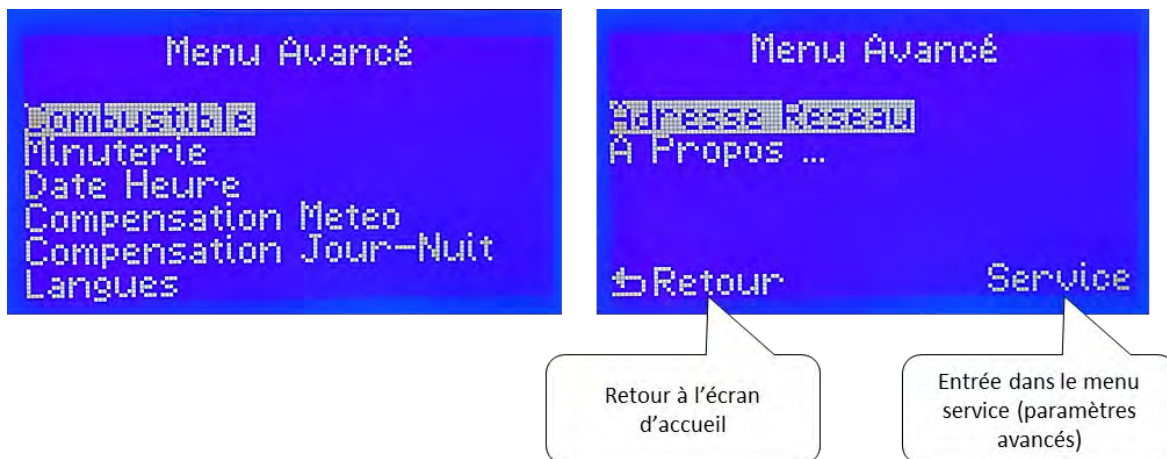 Menu Avancé
Combustible
Minuterie
Date Heure
Compensation Meteo
Compensation Jour-Nuit
Langues
Menu Avancé
Adresse Reseau
À Propos ...
Retour
Service
Retour à l'écran
d'accueil
Entrée dans le menu
service (paramètres
avancés)